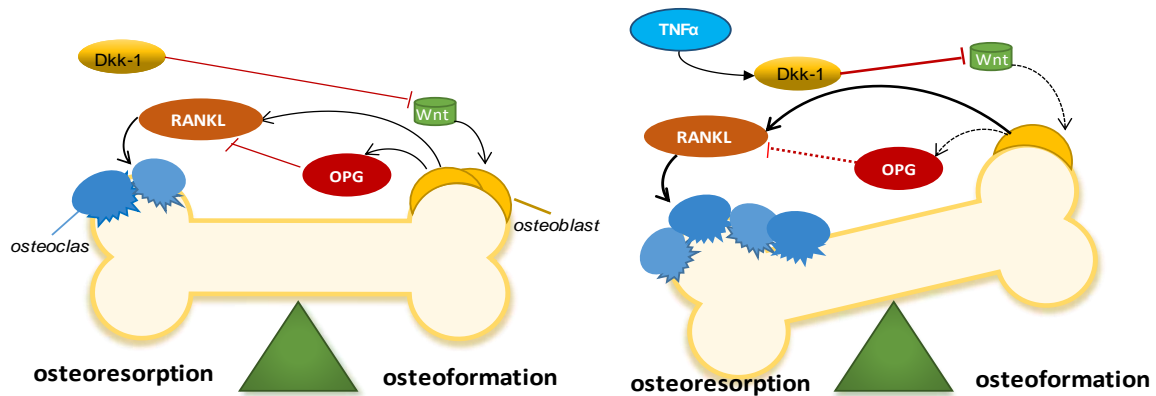 Dkk-1
Wnt
RANKL
OPG
osteoclas
osteoblast
osteoresorption
osteoformation
TNFα
Dkk-1
Wnt
RANKL
OPG
osteoresorption
osteoformation